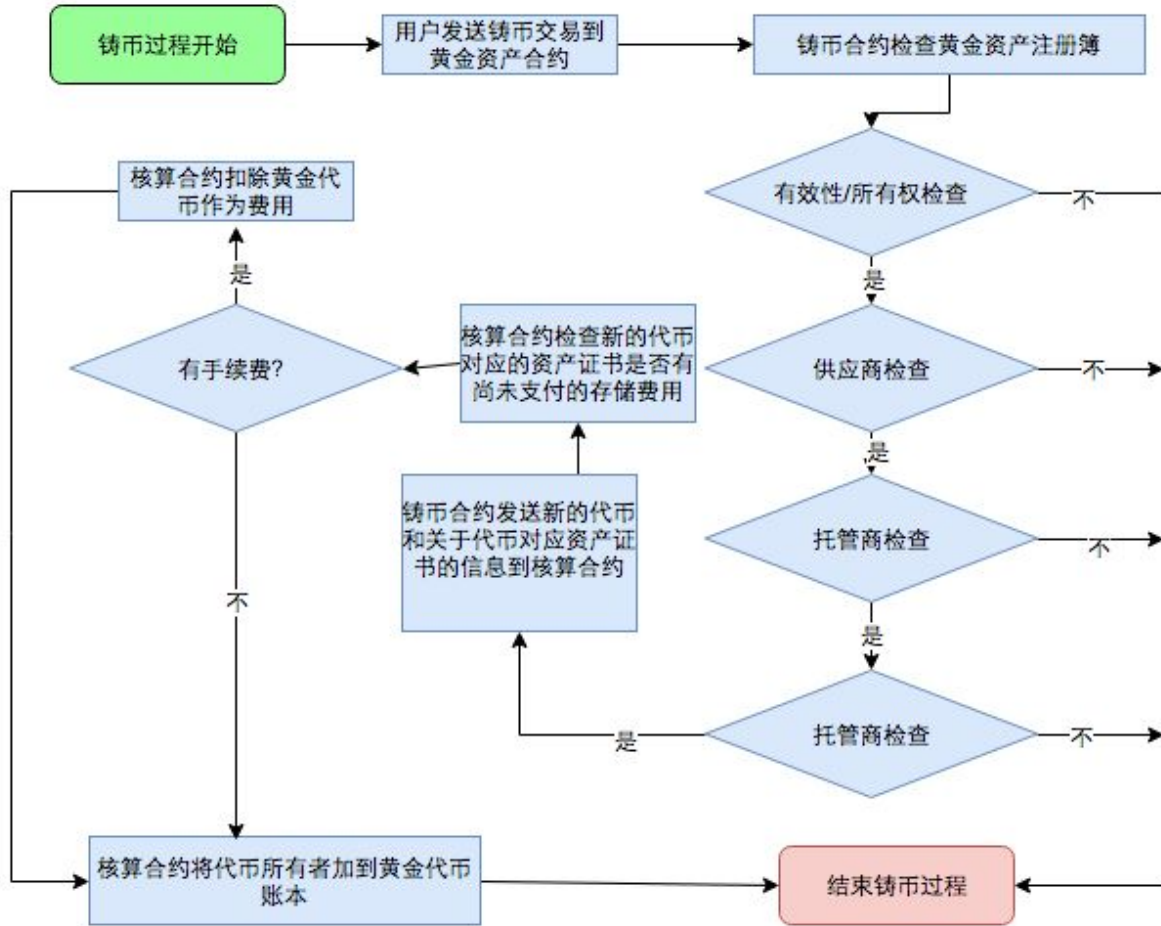 铸币过程开始
用户发送铸币交易到
黄金资产合约
铸币合约检查黄金资产注册簿
有效性/所有权检查
不
是
供应商检查
不
是
托管商检查
不
是
托管商检查
不
是
铸币合约发送新的代币
和关于代币对应资产证
书的信息到核算合约
核算合约检查新的代币
对应的资产证书是否有
尚未支付的存储费用
有手续费?
是
核算合约扣除黄金代
币作为费用
不
核算合约将代币所有者加到黄金代币
账本
结束铸币过程